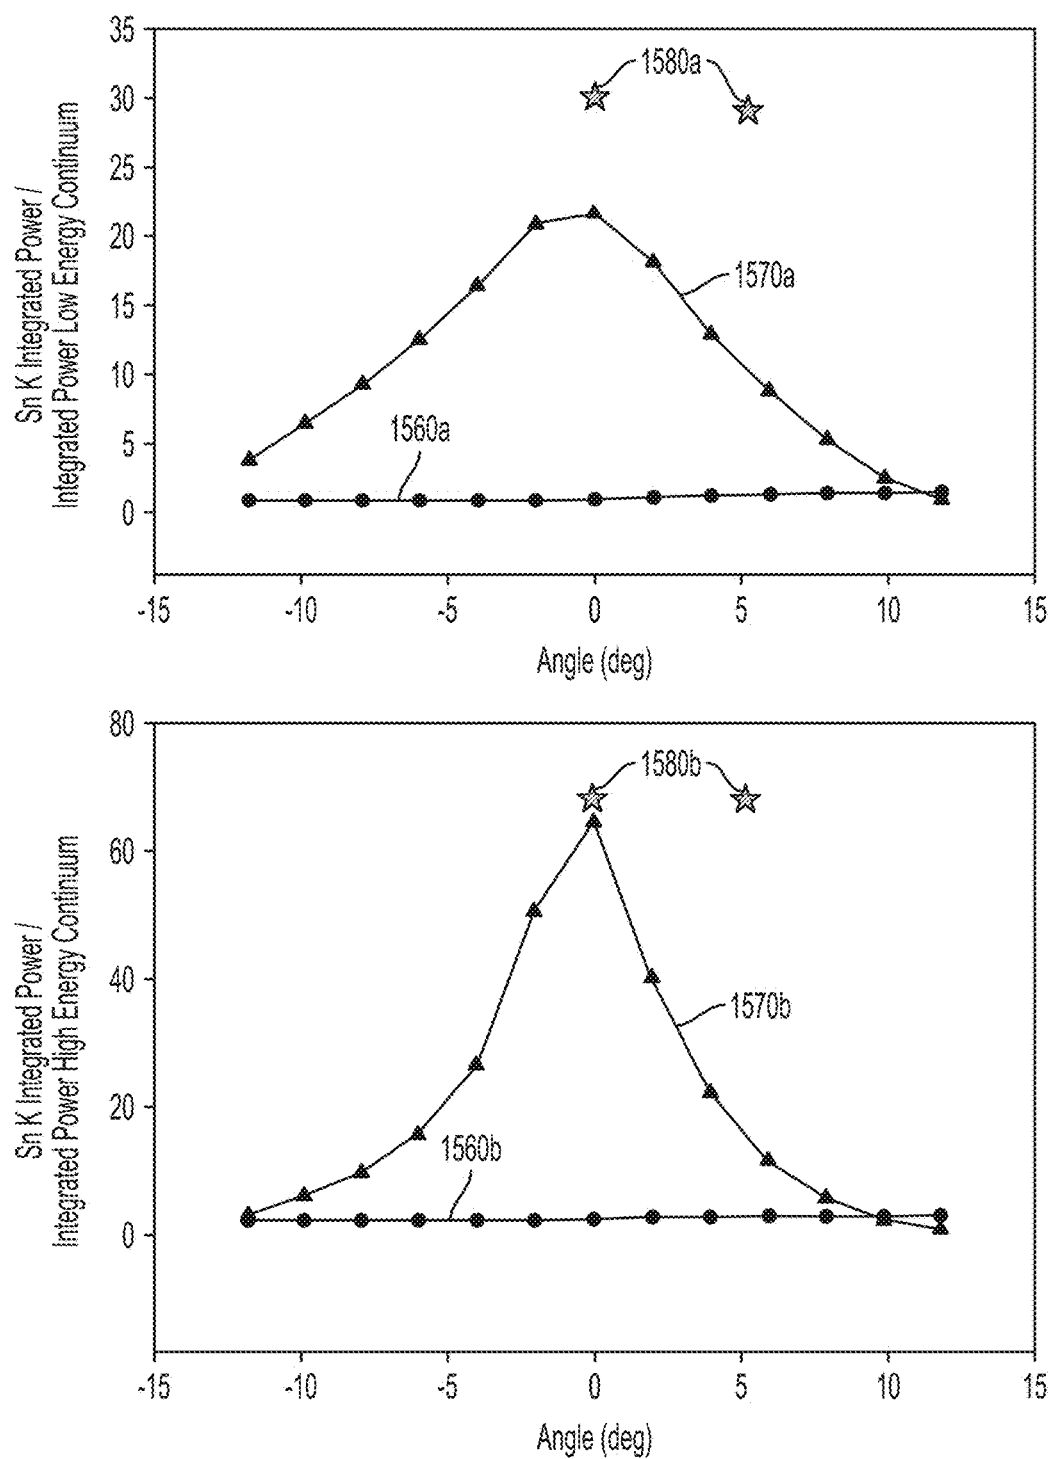 Sn K Integrated Power /
Integrated Power Low Energy Continuum
35
30
25
20
15
10
5
0
1580a
1570a
1560a
-15 -10 -5 0 5 10 15
Angle (deg)
Sn K Integrated Power /
Integrated Power High Energy Continuum
80
60
40
20
0
1580b
1570b
1560b
-15 -10 -5 0 5 10 15
Angle (deg)